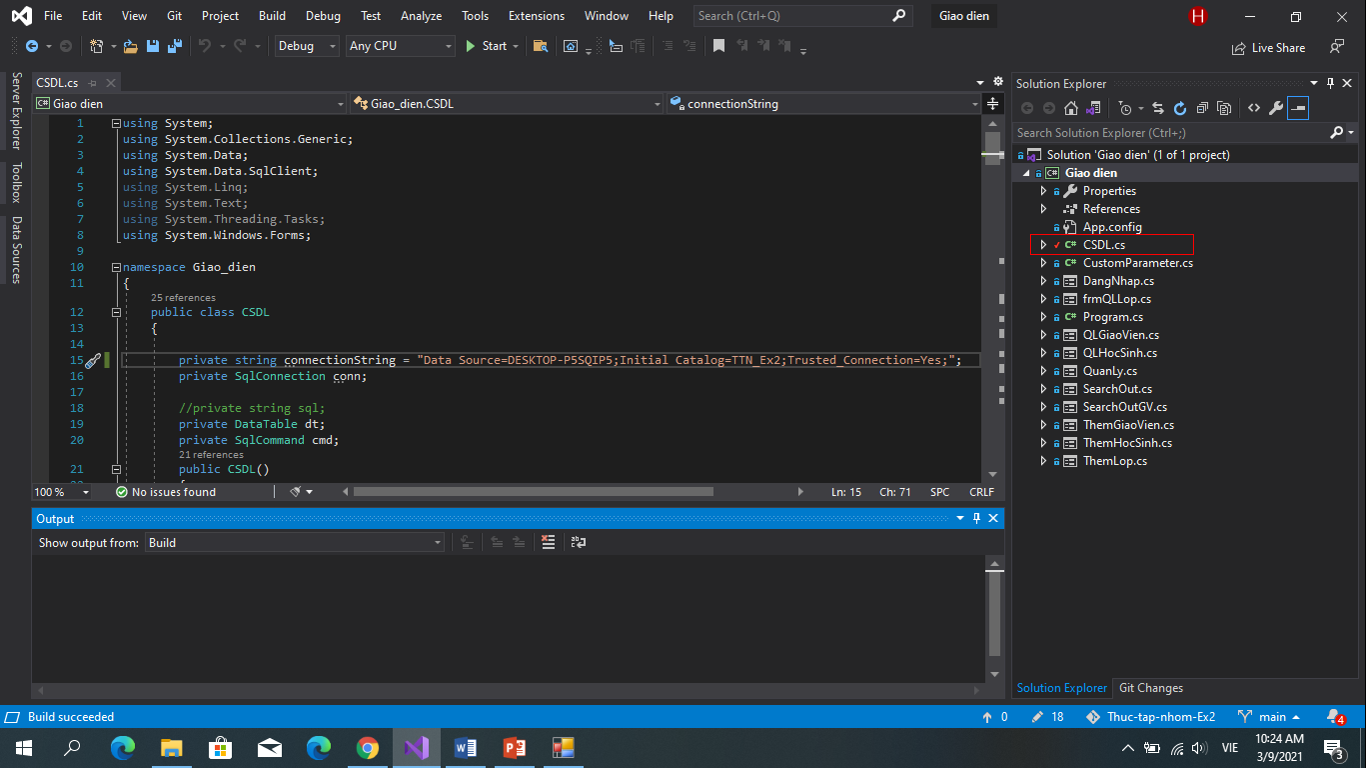 File Edit View Git Project Build Debug Test Analyze Tools Extensions Window Help Search (Ctrl+Q) Giao dien H
Debug Any CPU Start Live Share
Server Explorer
Toolbox
Data Sources
CSDL.cs
Giao dien Giao_dien.CSDL connectionString
1 using System;
2 using System.Collections.Generic;
3 using System.Data;
4 using System.Data.SqlClient;
5 using System.Linq;
6 using System.Text;
7 using System.Threading.Tasks;
8 using System.Windows.Forms;
9
10 namespace Giao_dien
11 {
25 references
12 public class CSDL
13 {
14
15 private string connectionString = "Data Source=DESKTOP-P5SQIP5;Initial Catalog=TTN_Ex2;Trusted_Connection=Yes;";
16 private SqlConnection conn;
17
18 //private string sql;
19 private DataTable dt;
20 private SqlCommand cmd;
21 references
21 public CSDL()
100 % No issues found Ln: 15 Ch: 71 SPC CRLF
Output
Show output from: Build
Solution Explorer
Search Solution Explorer (Ctrl+;)
Solution 'Giao dien' (1 of 1 project)
C# Giao dien
Properties
References
App.config
C# CSDL.cs
C# CustomParameter.cs
DangNhap.cs
frmQLLop.cs
C# Program.cs
QLGiaoVien.cs
QLHocSinh.cs
QuanLy.cs
SearchOut.cs
SearchOutGV.cs
ThemGiaoVien.cs
ThemHocSinh.cs
ThemLop.cs
Solution Explorer Git Changes
Build succeeded 0 18 Thuc-tap-nhom-Ex2 main 4
VIE 10:24 AM
3/9/2021 3